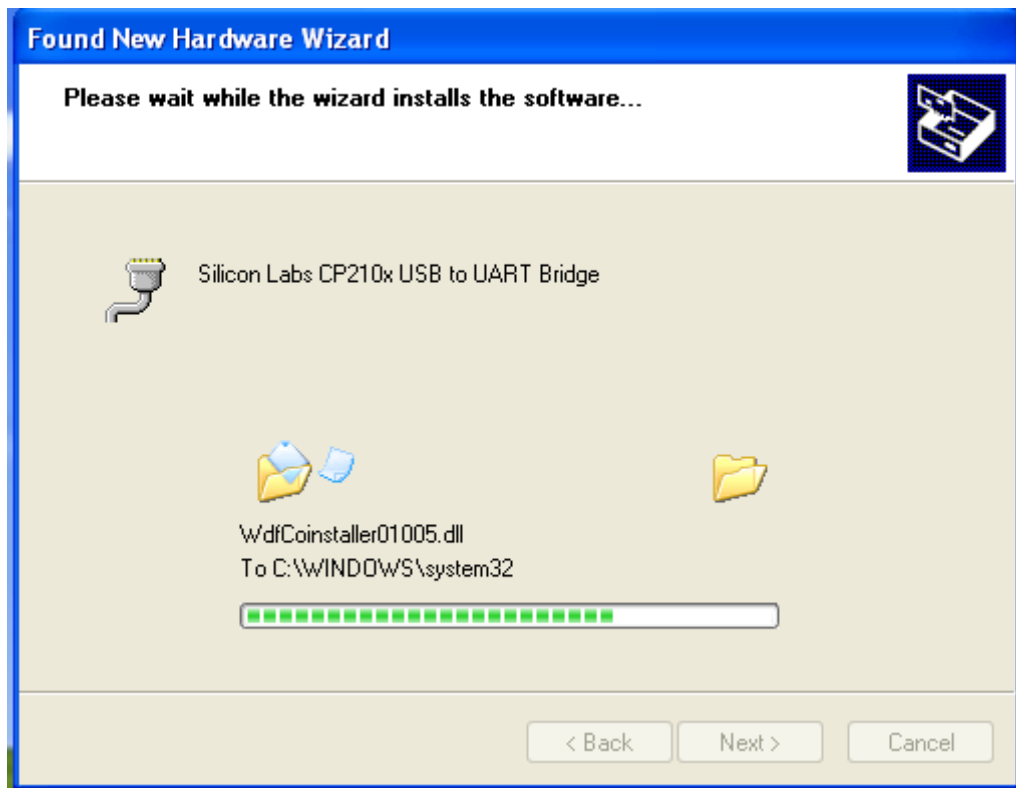 Found New Hardware Wizard
Please wait while the wizard installs the software...
Silicon Labs CP210x USB to UART Bridge
WdfCoinstaller01005.dll
To C:\WINDOWS\system32
< Back Next > Cancel